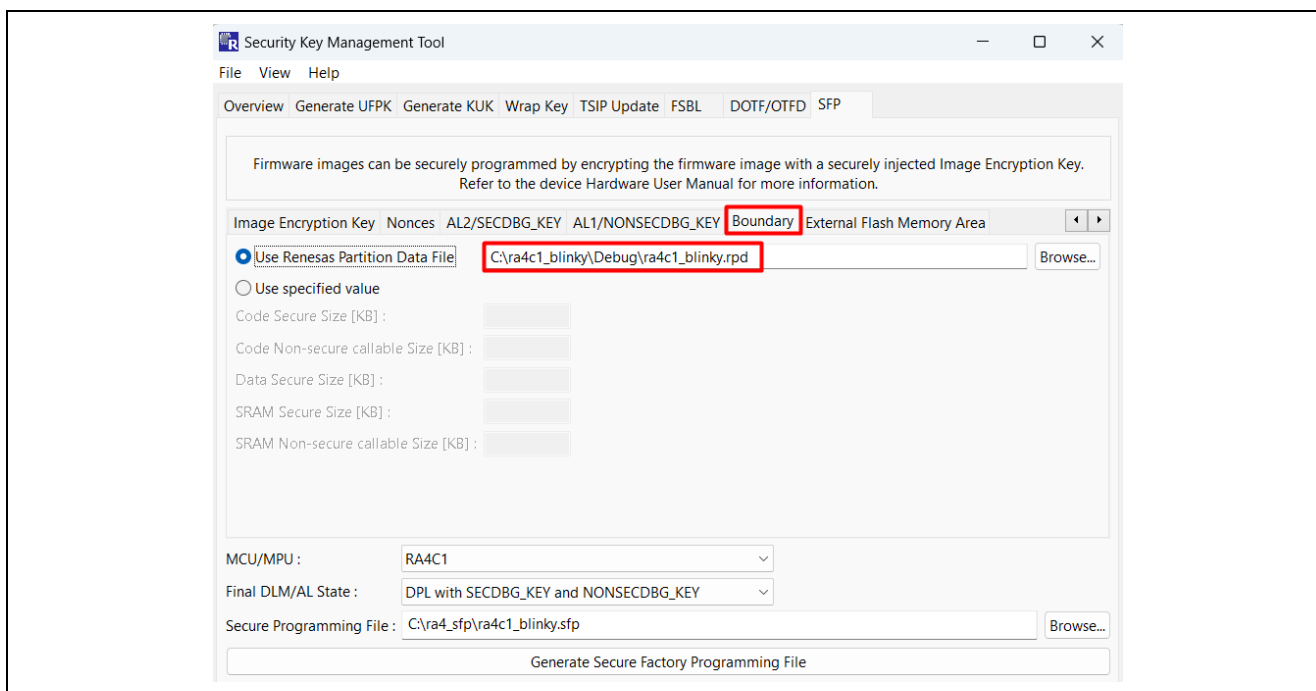 Security Key Management Tool
File View Help
Overview Generate UFPK Generate KUK Wrap Key TSIP Update FSBL DOTF/OTFD SFP
Firmware images can be securely programmed by encrypting the firmware image with a securely injected Image Encryption Key.
Refer to the device Hardware User Manual for more information.
Image Encryption Key Nonces AL2/SECDBG_KEY AL1/NONSECDBG_KEY Boundary External Flash Memory Area
Use Renesas Partition Data File C:\ra4c1_blinky\Debug\ra4c1_blinky.rpd Browse...
Use specified value
Code Secure Size [KB] :
Code Non-secure callable Size [KB] :
Data Secure Size [KB] :
SRAM Secure Size [KB] :
SRAM Non-secure callable Size [KB] :
MCU/MPU : RA4C1
Final DLM/AL State : DPL with SECDBG_KEY and NONSECDBG_KEY
Secure Programming File : C:\ra4_sfp\ra4c1_blinky.sfp Browse...
Generate Secure Factory Programming File